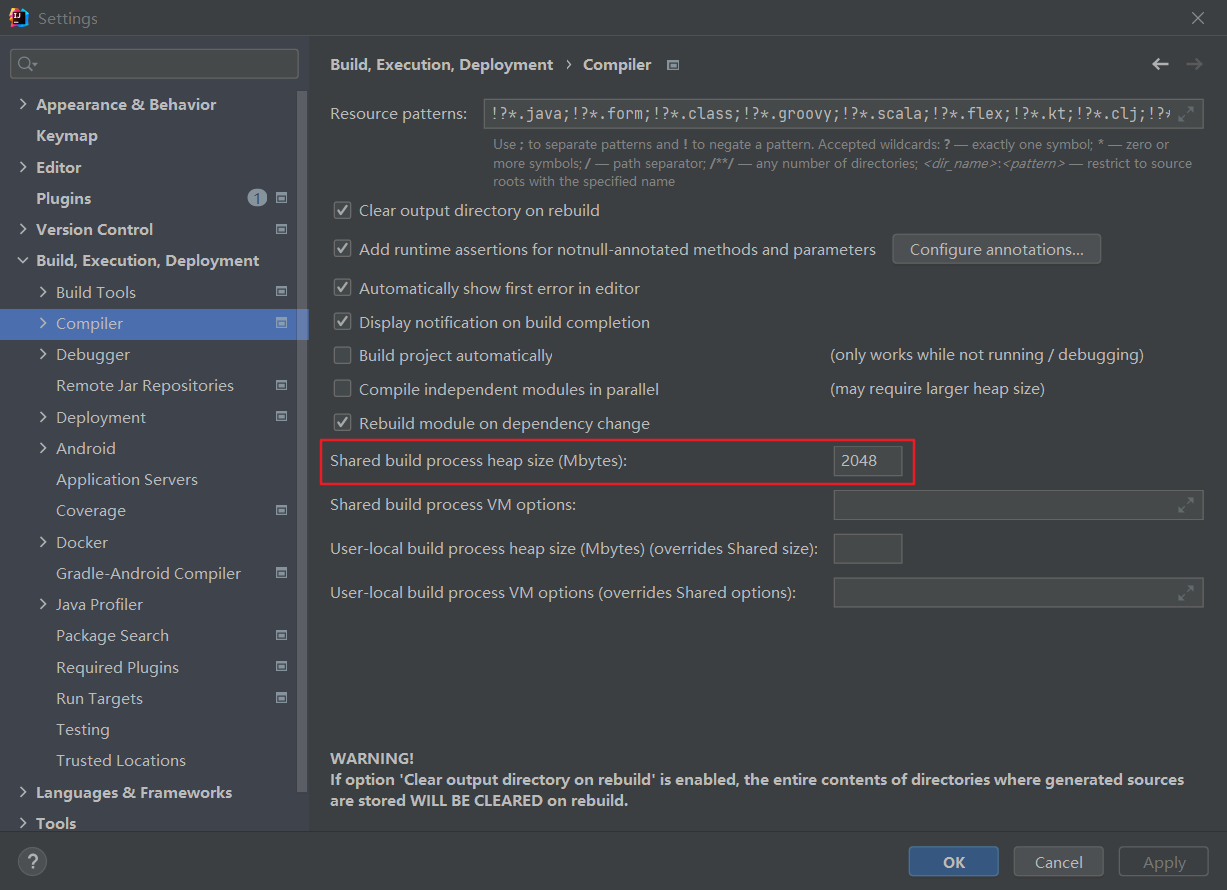 Settings
Build, Execution, Deployment › Compiler
Appearance & Behavior
Keymap
Editor
Plugins 1
Version Control
Build, Execution, Deployment
Build Tools
Compiler
Debugger
Remote Jar Repositories
Deployment
Android
Application Servers
Coverage
Docker
Gradle-Android Compiler
Java Profiler
Package Search
Required Plugins
Run Targets
Testing
Trusted Locations
Languages & Frameworks
Tools
Resource patterns: !?*.java;!?*.form;!?*.class;!?*.groovy;!?*.scala;!?*.flex;!?*.kt;!?*.clj;!?*
Use ; to separate patterns and ! to negate a pattern. Accepted wildcards: ? — exactly one symbol; * — zero or
more symbols; / — path separator; /**/ — any number of directories; <dir_name>:<pattern> — restrict to source
roots with the specified name
Clear output directory on rebuild
Add runtime assertions for notnull-annotated methods and parameters Configure annotations...
Automatically show first error in editor
Display notification on build completion
Build project automatically (only works while not running / debugging)
Compile independent modules in parallel (may require larger heap size)
Rebuild module on dependency change
Shared build process heap size (Mbytes): 2048
Shared build process VM options:
User-local build process heap size (Mbytes) (overrides Shared size):
User-local build process VM options (overrides Shared options):
WARNING!
If option 'Clear output directory on rebuild' is enabled, the entire contents of directories where generated sources
are stored WILL BE CLEARED on rebuild.
? OK Cancel Apply